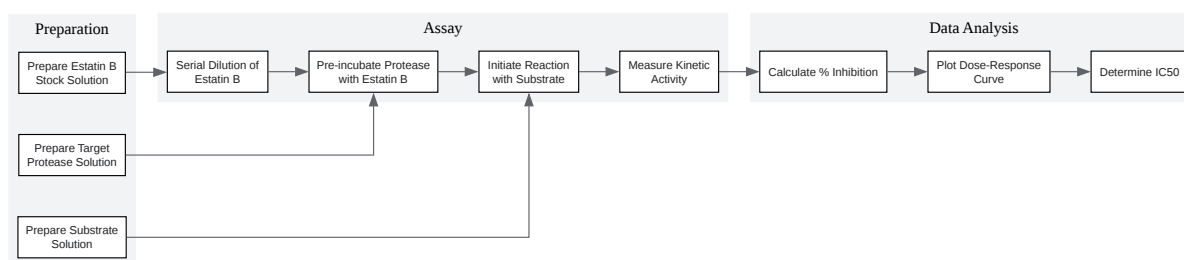 Preparation
Prepare Estatin B
Stock Solution
Prepare Target
Protease Solution
Prepare Substrate
Solution
Assay
Serial Dilution of
Estatin B
Pre-incubate Protease
with Estatin B
Initiate Reaction
with Substrate
Measure Kinetic
Activity
Data Analysis
Calculate % Inhibition
Plot Dose-Response
Curve
Determine IC50